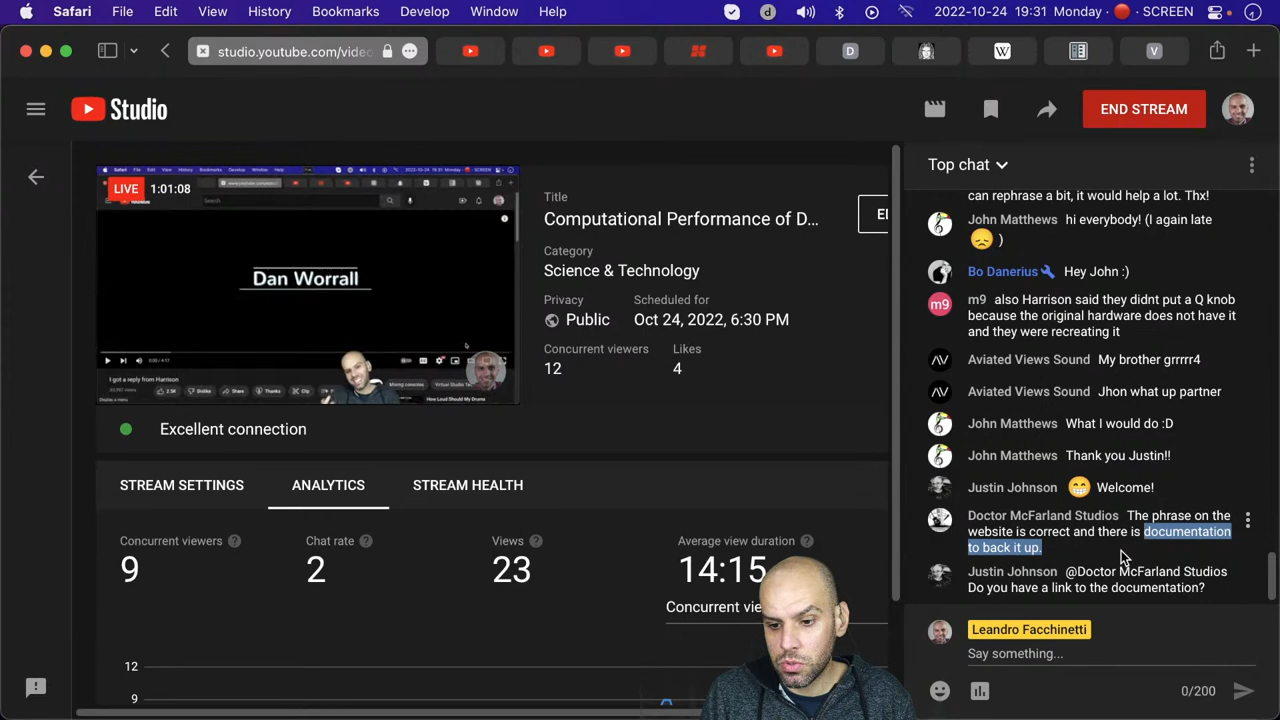 Safari File Edit View History Bookmarks Develop Window Help
d
2022-10-24 19:31 Monday SCREEN
studio.youtube.com/video
D W V
Studio
END STREAM
Top chat
LIVE 1:01:08
Search
Dan Worrall
I got a reply from Harrison
Title
Computational Performance of D...
Category
Science & Technology
Privacy
Public
Scheduled for
Oct 24, 2022, 6:30 PM
Concurrent viewers
12
Likes
4
Excellent connection
STREAM SETTINGS ANALYTICS STREAM HEALTH
Concurrent viewers
9
Chat rate
2
Views
23
Average view duration
14:15
Concurrent vie
12
9
can rephrase a bit, it would help a lot. Thx!
John Matthews hi everybody! (I again late
)
Bo Danerius Hey John :)
m9
m9 also Harrison said they didnt put a Q knob
because the original hardware does not have it
and they were recreating it
Aviated Views Sound My brother grrrrr4
Aviated Views Sound Jhon what up partner
John Matthews What I would do :D
John Matthews Thank you Justin!!
Justin Johnson Welcome!
Doctor McFarland Studios The phrase on the
website is correct and there is documentation
to back it up.
Justin Johnson @Doctor McFarland Studios
Do you have a link to the documentation?
Leandro Facchinetti
Say something...
0/200